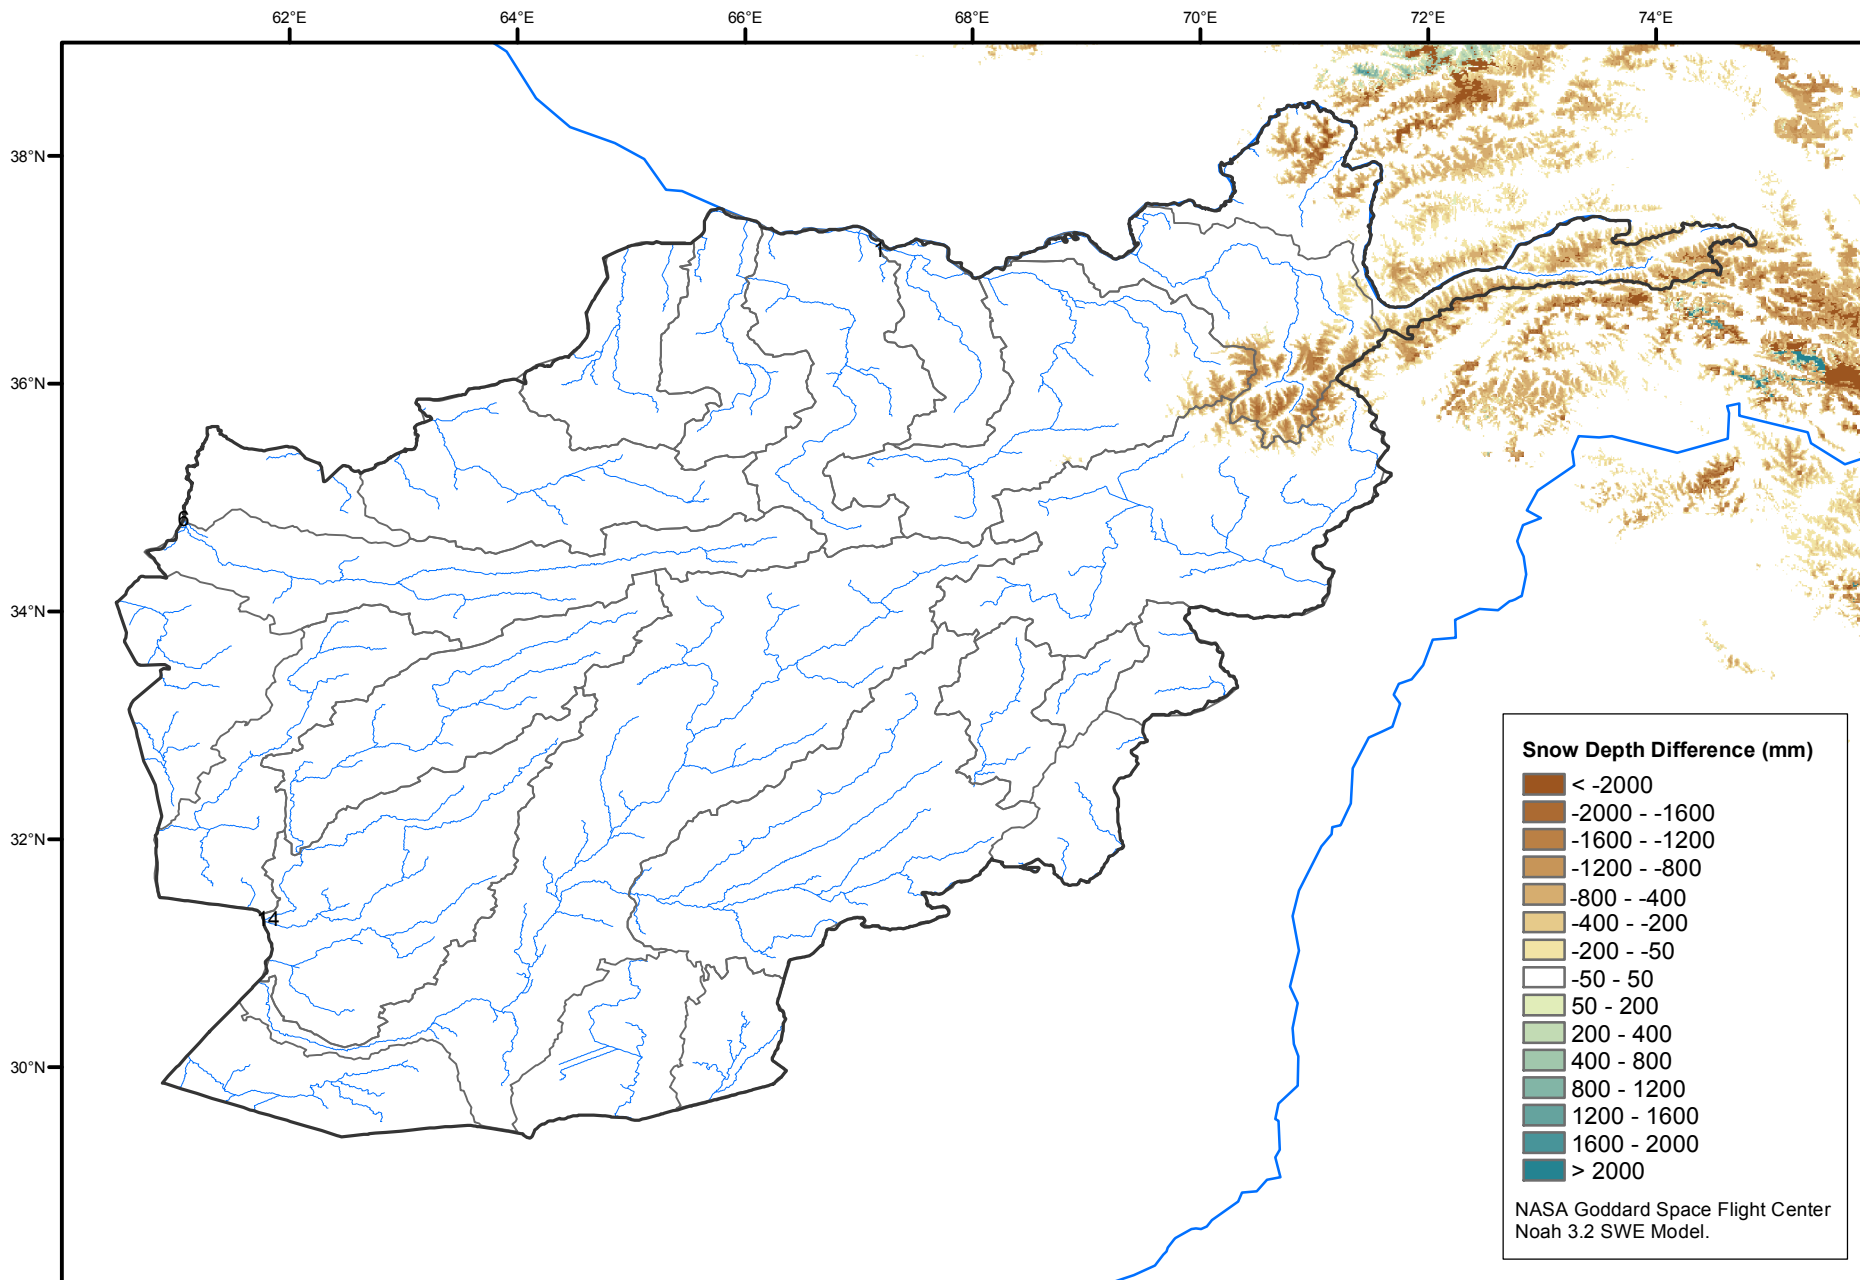 62°E 64°E 66°E 68°E 70°E 72°E 74°E
38°N
1
36°N
6
34°N
32°N
14
30°N
Snow Depth Difference (mm)
< -2000
-2000 - -1600
-1600 - -1200
-1200 - -800
-800 - -400
-400 - -200
-200 - -50
-50 - 50
50 - 200
200 - 400
400 - 800
800 - 1200
1200 - 1600
1600 - 2000
> 2000
NASA Goddard Space Flight Center
Noah 3.2 SWE Model.